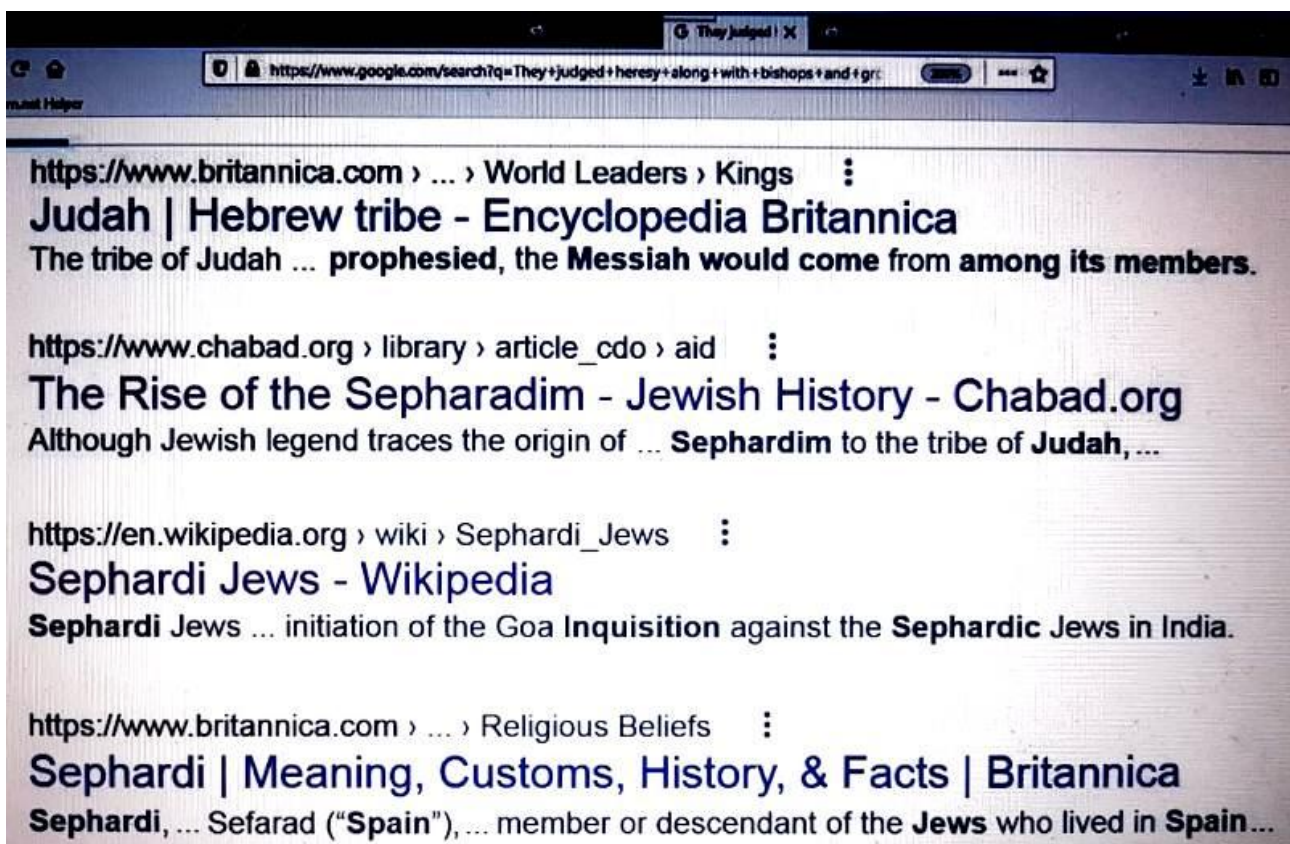 G They judged
https://www.google.com/search?q=They+judged+heresy+along+with+bishops+and+gr
https://www.britannica.com › ... › World Leaders › Kings
Judah | Hebrew tribe - Encyclopedia Britannica
The tribe of Judah ... prophesied, the Messiah would come from among its members.
https://www.chabad.org › library › article_cdo › aid
The Rise of the Sepharadim - Jewish History - Chabad.org
Although Jewish legend traces the origin of ... Sephardim to the tribe of Judah, ...
https://en.wikipedia.org › wiki › Sephardi_Jews
Sephardi Jews - Wikipedia
Sephardi Jews ... initiation of the Goa Inquisition against the Sephardic Jews in India.
https://www.britannica.com › ... › Religious Beliefs
Sephardi | Meaning, Customs, History, & Facts | Britannica
Sephardi, ... Sefarad ("Spain"), ... member or descendant of the Jews who lived in Spain...